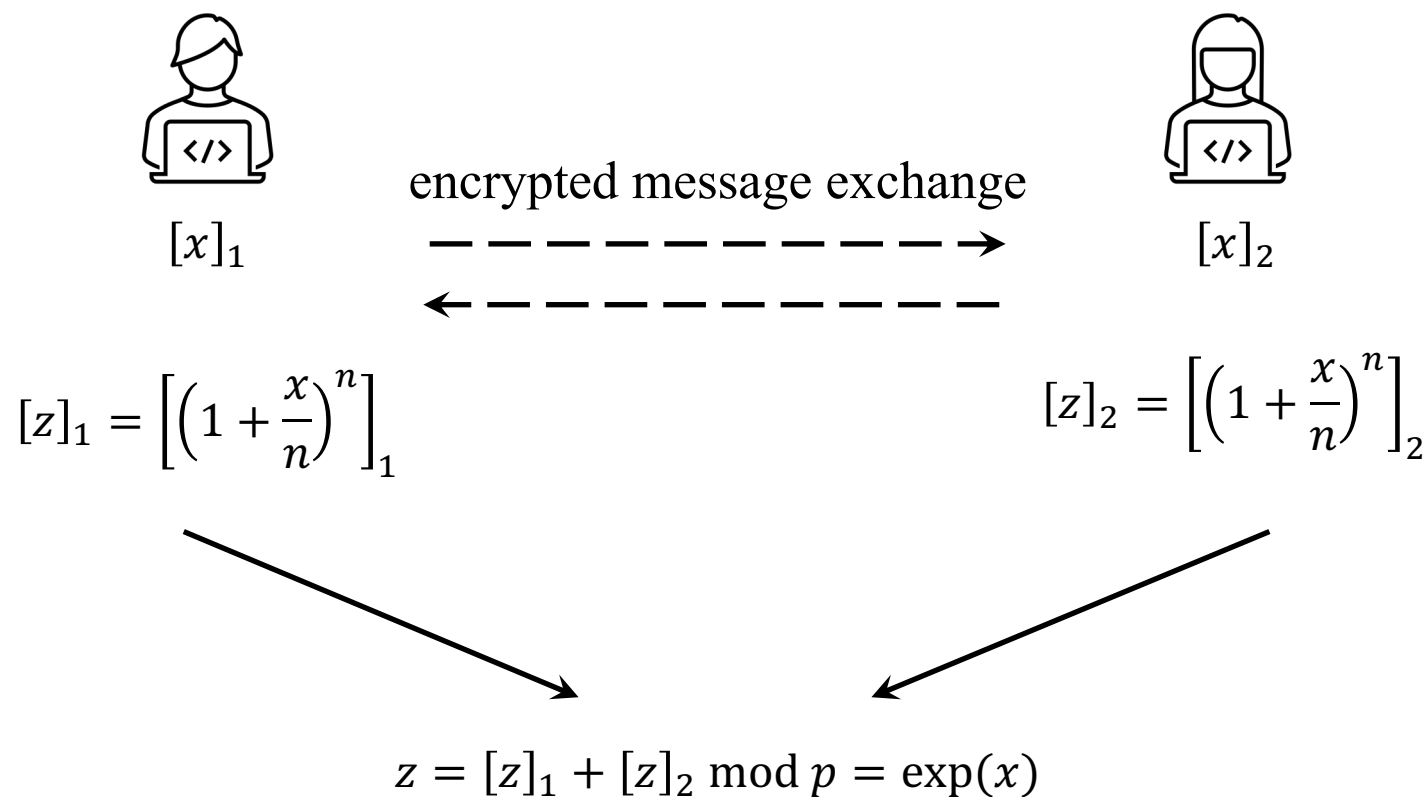 </> </>
encrypted message exchange
[x]₁ [x]₂
[z]₁ = [(1 + x/n)ⁿ]₁ [z]₂ = [(1 + x/n)ⁿ]₂
z = [z]₁ + [z]₂ mod p = exp(x)